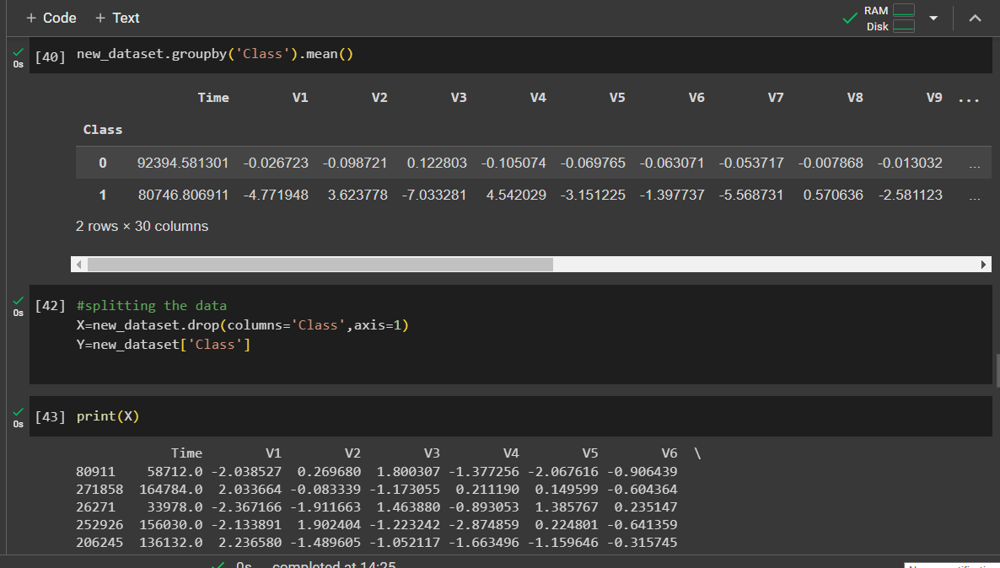 + Code + Text
RAM
Disk
0s
[40] new_dataset.groupby('Class').mean()
Time V1 V2 V3 V4 V5 V6 V7 V8 V9 ...
Class
0 92394.581301 -0.026723 -0.098721 0.122803 -0.105074 -0.069765 -0.063071 -0.053717 -0.007868 -0.013032 ...
1 80746.806911 -4.771948 3.623778 -7.033281 4.542029 -3.151225 -1.397737 -5.568731 0.570636 -2.581123 ...
2 rows × 30 columns
0s
[42] #splitting the data
X=new_dataset.drop(columns='Class',axis=1)
Y=new_dataset['Class']
0s
[43] print(X)
Time V1 V2 V3 V4 V5 V6 \
80911 58712.0 -2.038527 0.269680 1.800307 -1.377256 -2.067616 -0.906439
271858 164784.0 2.033664 -0.083339 -1.173055 0.211190 0.149599 -0.604364
26271 33978.0 -2.367166 -1.911663 1.463880 -0.893053 1.385767 0.235147
252926 156030.0 -2.133891 1.902404 -1.223242 -2.874859 0.224801 -0.641359
206245 136132.0 2.236580 -1.489605 -1.052117 -1.663496 -1.159646 -0.315745
0s completed at 14:25